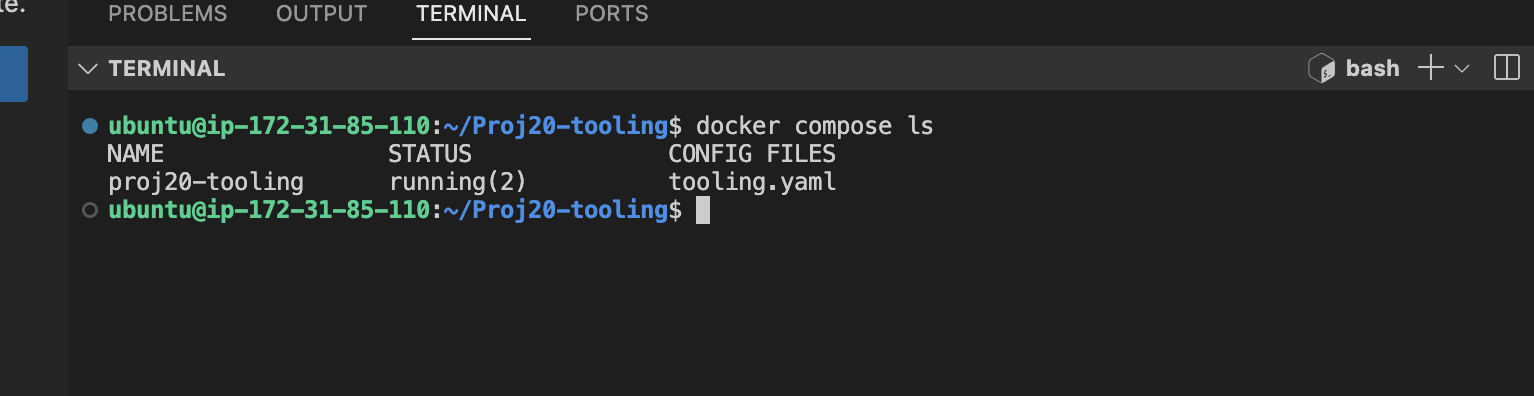 te.
PROBLEMS OUTPUT TERMINAL PORTS
TERMINAL bash
ubuntu@ip-172-31-85-110:~/Proj20-tooling$ docker compose ls
NAME STATUS CONFIG FILES
proj20-tooling running(2) tooling.yaml
ubuntu@ip-172-31-85-110:~/Proj20-tooling$